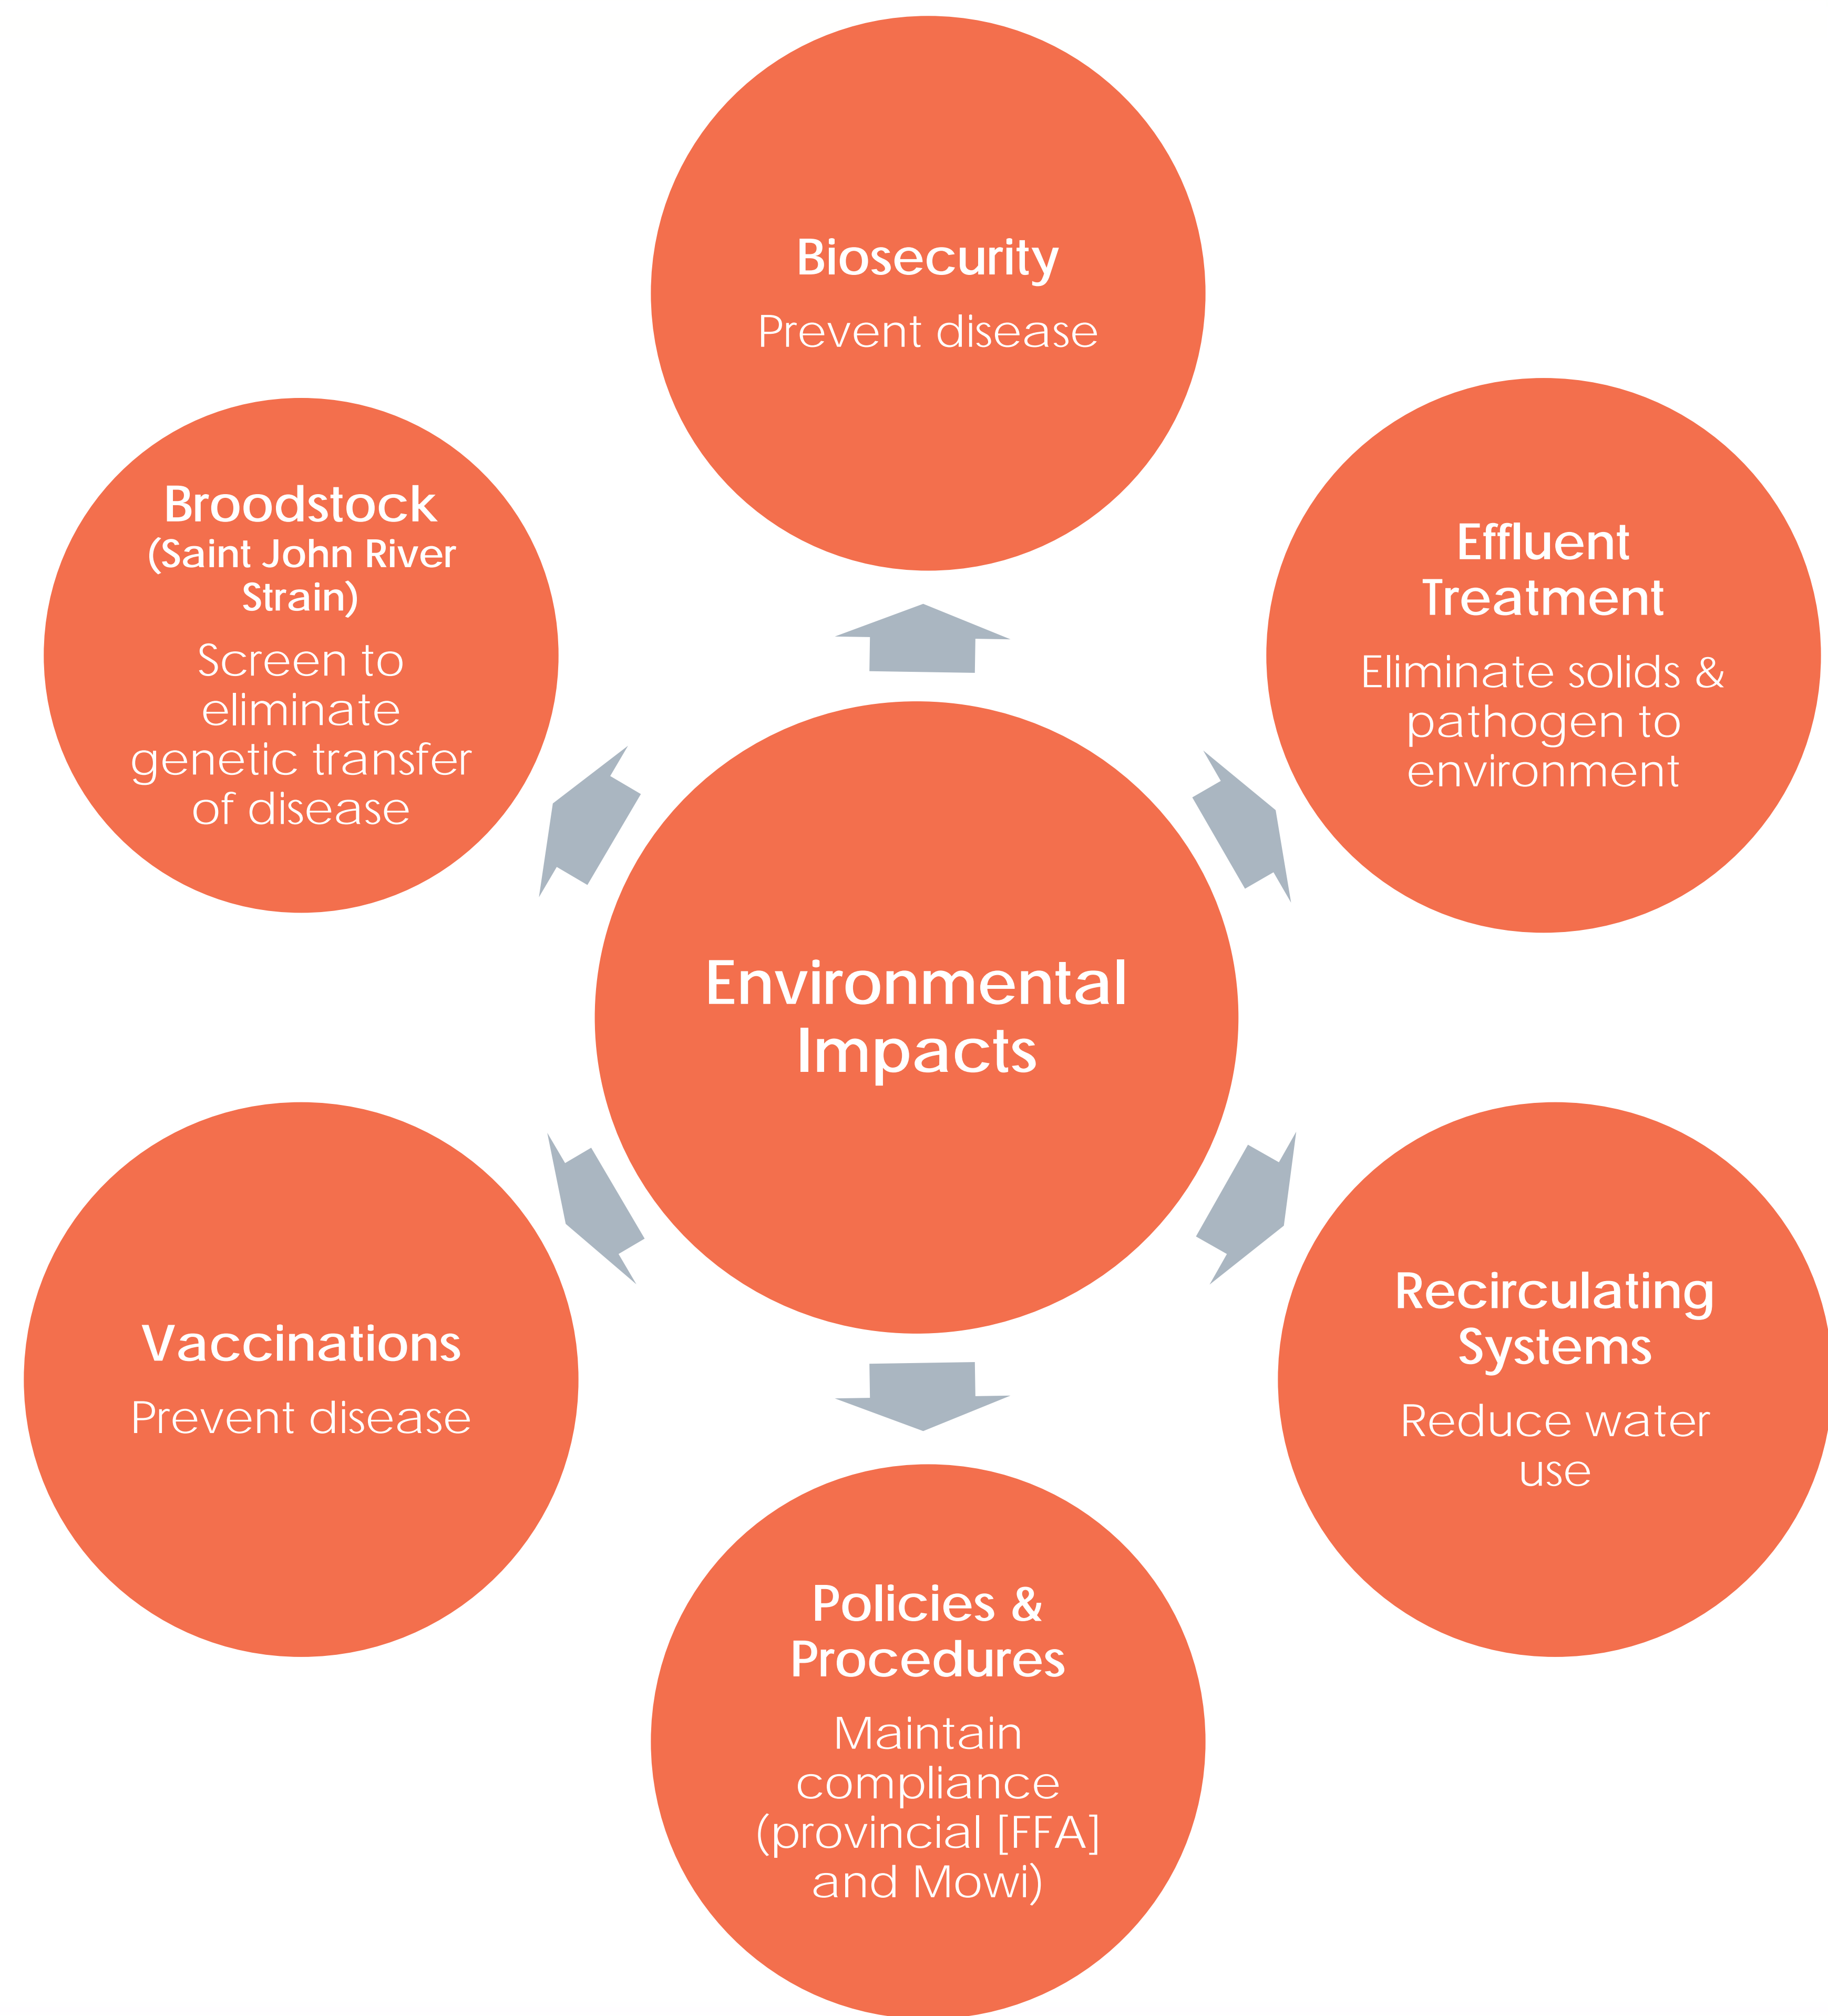 Biosecurity
Prevent disease
Broodstock
(Saint John River
Strain)
Screen to
eliminate
genetic transfer
of disease
Effluent
Treatment
Eliminate solids &
pathogen to
environment
Environmental
Impacts
Vaccinations
Prevent disease
Recirculating
Systems
Reduce water
use
Policies &
Procedures
Maintain
compliance
(provincial [FFA]
and Mowi)